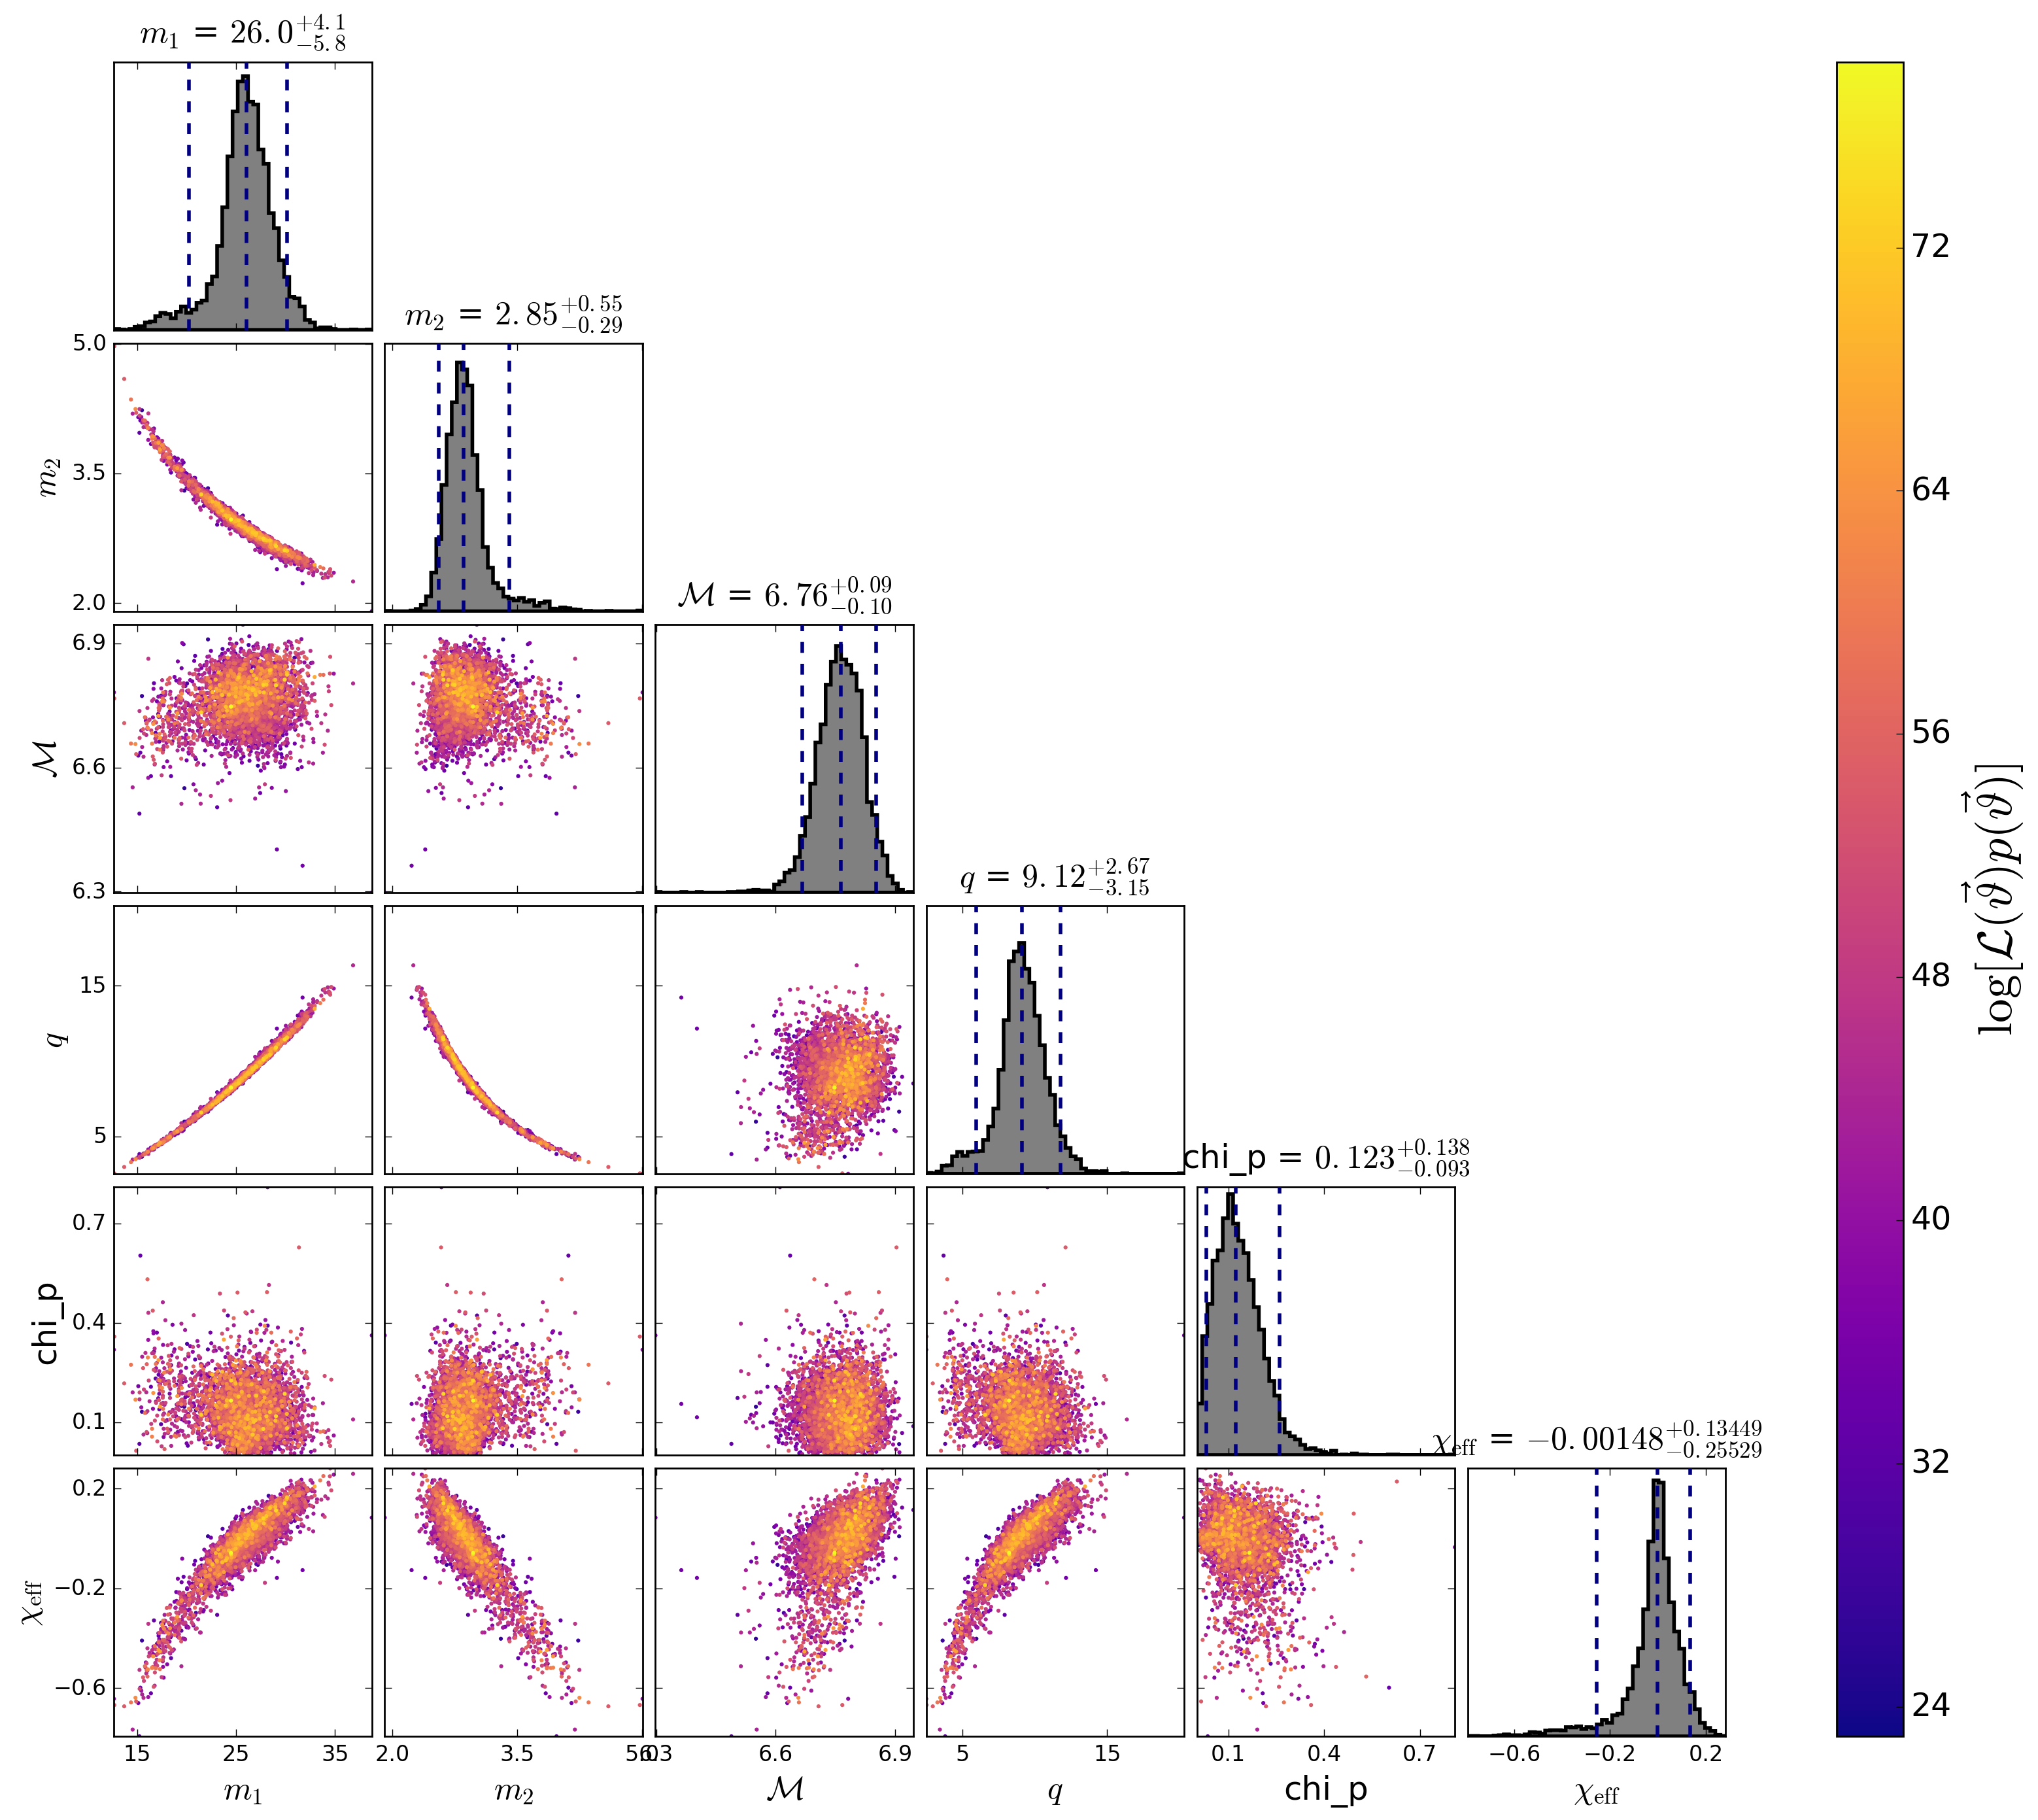 m₁ = 26.0^{+4.1}_{-5.8}
m₂ = 2.85^{+0.55}_{-0.29}
ℳ = 6.76^{+0.09}_{-0.10}
q = 9.12^{+2.67}_{-3.15}
chi_p = 0.123^{+0.138}_{-0.093}
χ_eff = −0.00148^{+0.13449}_{-0.25529}
5.0
3.5
2.0
m₂
6.9
6.6
6.3
ℳ
15
5
q
0.7
0.4
0.1
chi_p
0.2
−0.2
−0.6
χ_eff
15 25 35
2.0 3.5 5.0
6.3 6.6 6.9
5 15
0.1 0.4 0.7
−0.6 −0.2 0.2
m₁ m₂ ℳ q chi_p χ_eff
72
64
56
48
40
32
24
log[ℒ(ϑ⃗)p(ϑ⃗)]